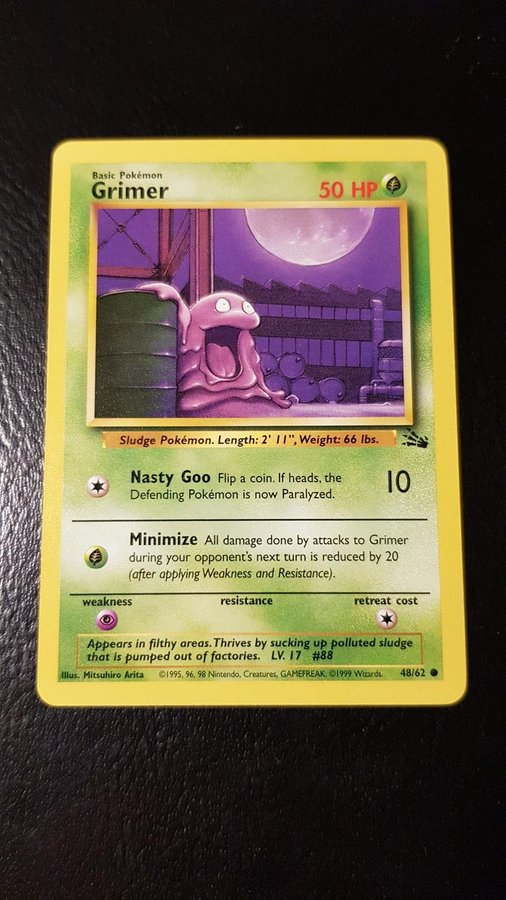 Basic Pokémon
Grimer 50 HP
Sludge Pokémon. Length: 2' 11", Weight: 66 lbs.
Nasty Goo Flip a coin. If heads, the
Defending Pokémon is now Paralyzed.
10
Minimize All damage done by attacks to Grimer
during your opponent's next turn is reduced by 20
(after applying Weakness and Resistance).
weakness resistance retreat cost
Appears in filthy areas. Thrives by sucking up polluted sludge
that is pumped out of factories. LV. 17 #88
Illus. Mitsuhiro Arita ©1995, 96, 98 Nintendo, Creatures, GAMEFREAK. ©1999 Wizards. 48/62